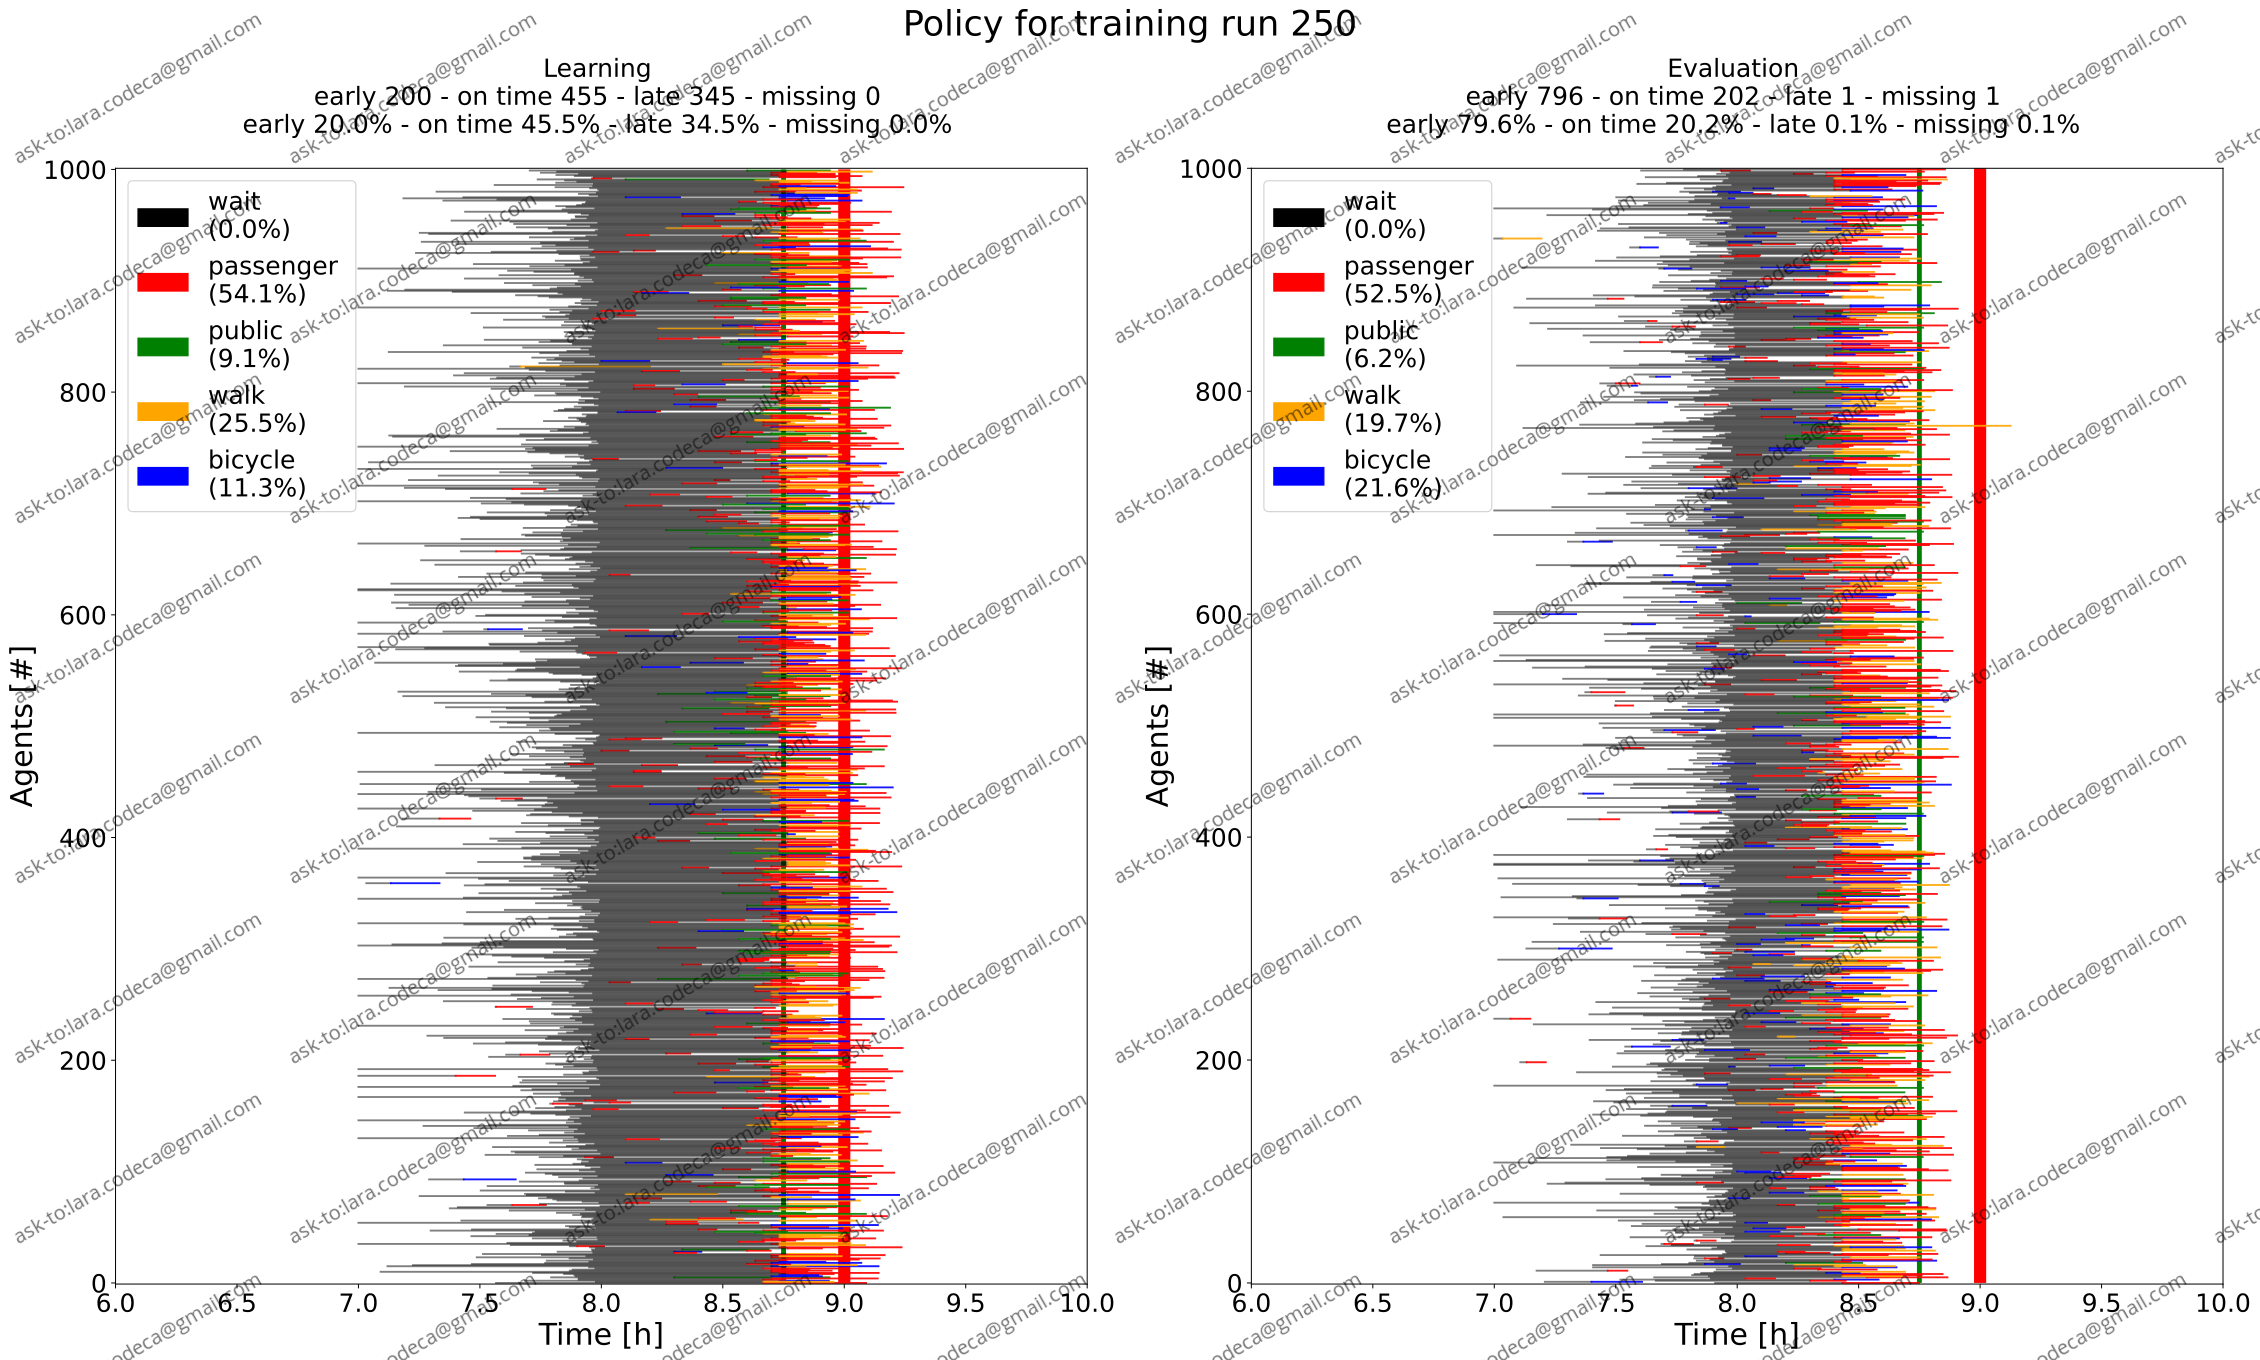 Policy for training run 250
Learning
early 200 - on time 455 - late 345 - missing 0
early 20.0% - on time 45.5% - late 34.5% - missing 0.0%
1000
800
600
400
200
0
Agents [#]
wait
(0.0%)
passenger
(54.1%)
public
(9.1%)
walk
(25.5%)
bicycle
(11.3%)
6.0 6.5 7.0 7.5 8.0 8.5 9.0 9.5 10.0
Time [h]
Evaluation
early 796 - on time 202 - late 1 - missing 1
early 79.6% - on time 20.2% - late 0.1% - missing 0.1%
1000
800
600
400
200
0
Agents [#]
wait
(0.0%)
passenger
(52.5%)
public
(6.2%)
walk
(19.7%)
bicycle
(21.6%)
6.0 6.5 7.0 7.5 8.0 8.5 9.0 9.5 10.0
Time [h]
ask-to:lara.codeca@gmail.com